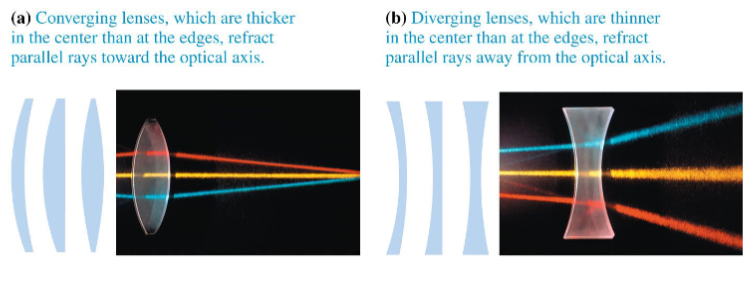 (a) Converging lenses, which are thicker
in the center than at the edges, refract
parallel rays toward the optical axis.
(b) Diverging lenses, which are thinner
in the center than at the edges, refract
parallel rays away from the optical axis.